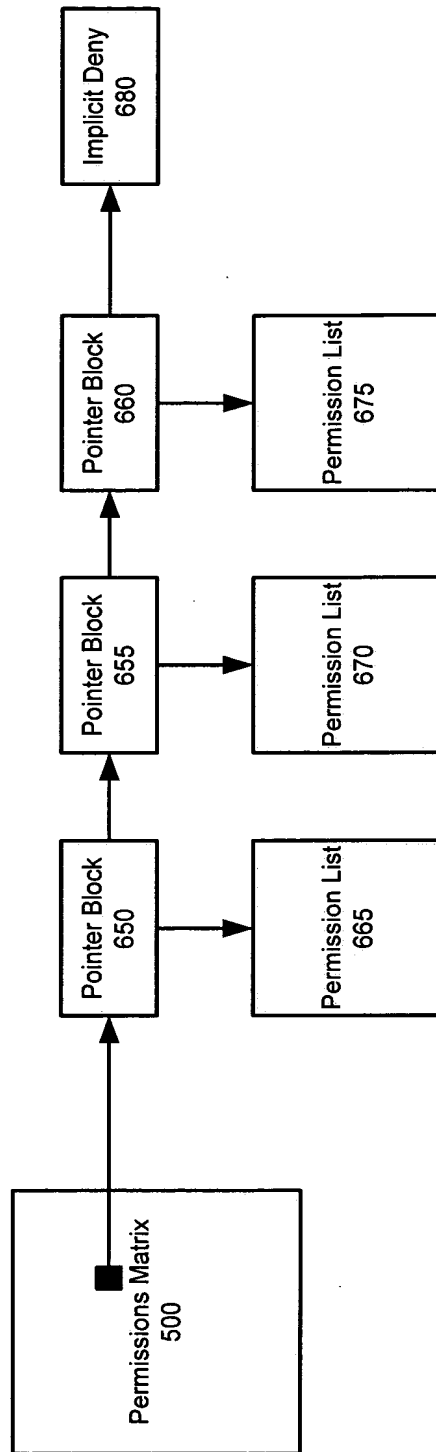 Permissions Matrix
500
Pointer Block
650
Permission List
665
Pointer Block
655
Permission List
670
Pointer Block
660
Permission List
675
Implicit Deny
680